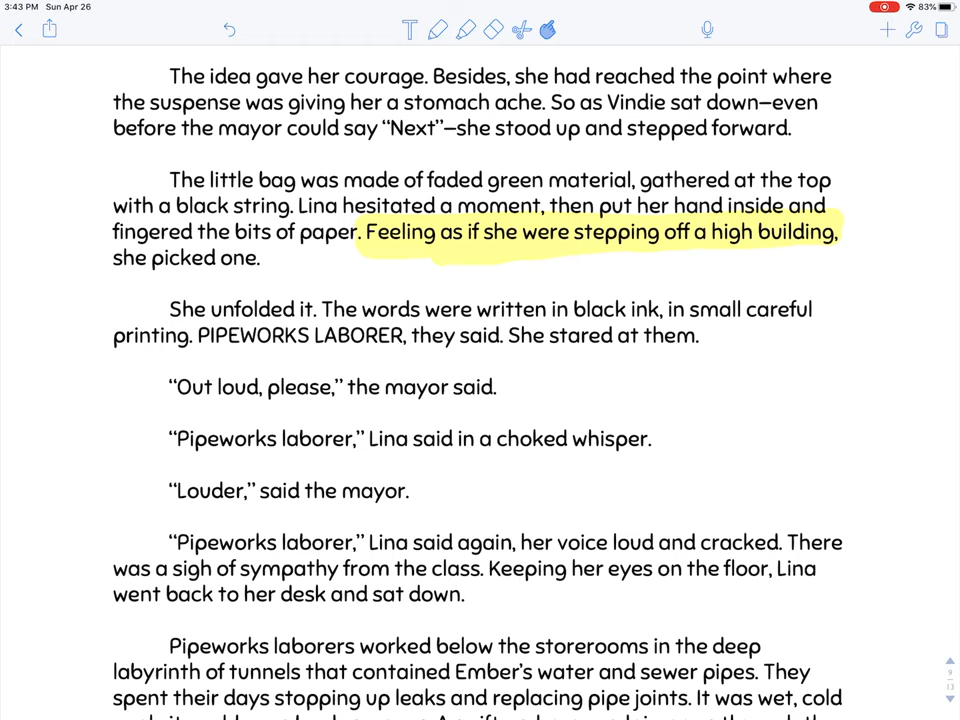 3:43 PM Sun Apr 26
83%
The idea gave her courage. Besides, she had reached the point where
the suspense was giving her a stomach ache. So as Vindie sat down—even
before the mayor could say “Next”—she stood up and stepped forward.
The little bag was made of faded green material, gathered at the top
with a black string. Lina hesitated a moment, then put her hand inside and
fingered the bits of paper. Feeling as if she were stepping off a high building,
she picked one.
She unfolded it. The words were written in black ink, in small careful
printing. PIPEWORKS LABORER, they said. She stared at them.
“Out loud, please,” the mayor said.
“Pipeworks laborer,” Lina said in a choked whisper.
“Louder,” said the mayor.
“Pipeworks laborer,” Lina said again, her voice loud and cracked. There
was a sigh of sympathy from the class. Keeping her eyes on the floor, Lina
went back to her desk and sat down.
Pipeworks laborers worked below the storerooms in the deep
labyrinth of tunnels that contained Ember’s water and sewer pipes. They
spent their days stopping up leaks and replacing pipe joints. It was wet, cold
9
13